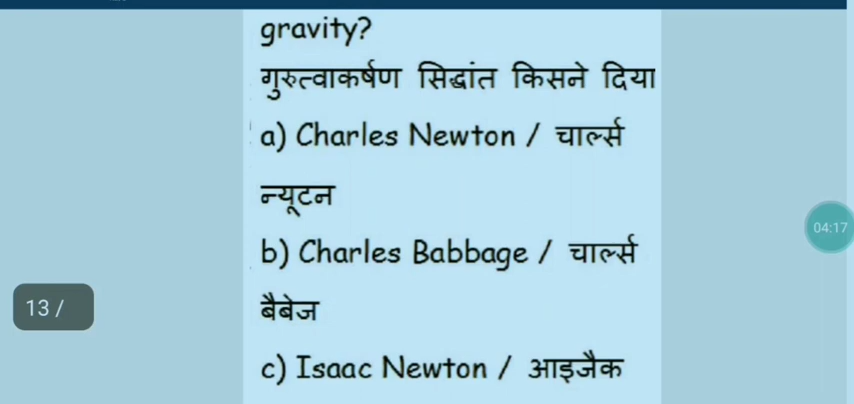 gravity?
गुरुत्वाकर्षण सिद्धांत किसने दिया
a) Charles Newton / चार्ल्स
न्यूटन
b) Charles Babbage / चार्ल्स
बैबेज
c) Isaac Newton / आइजैक
13 /
04:17